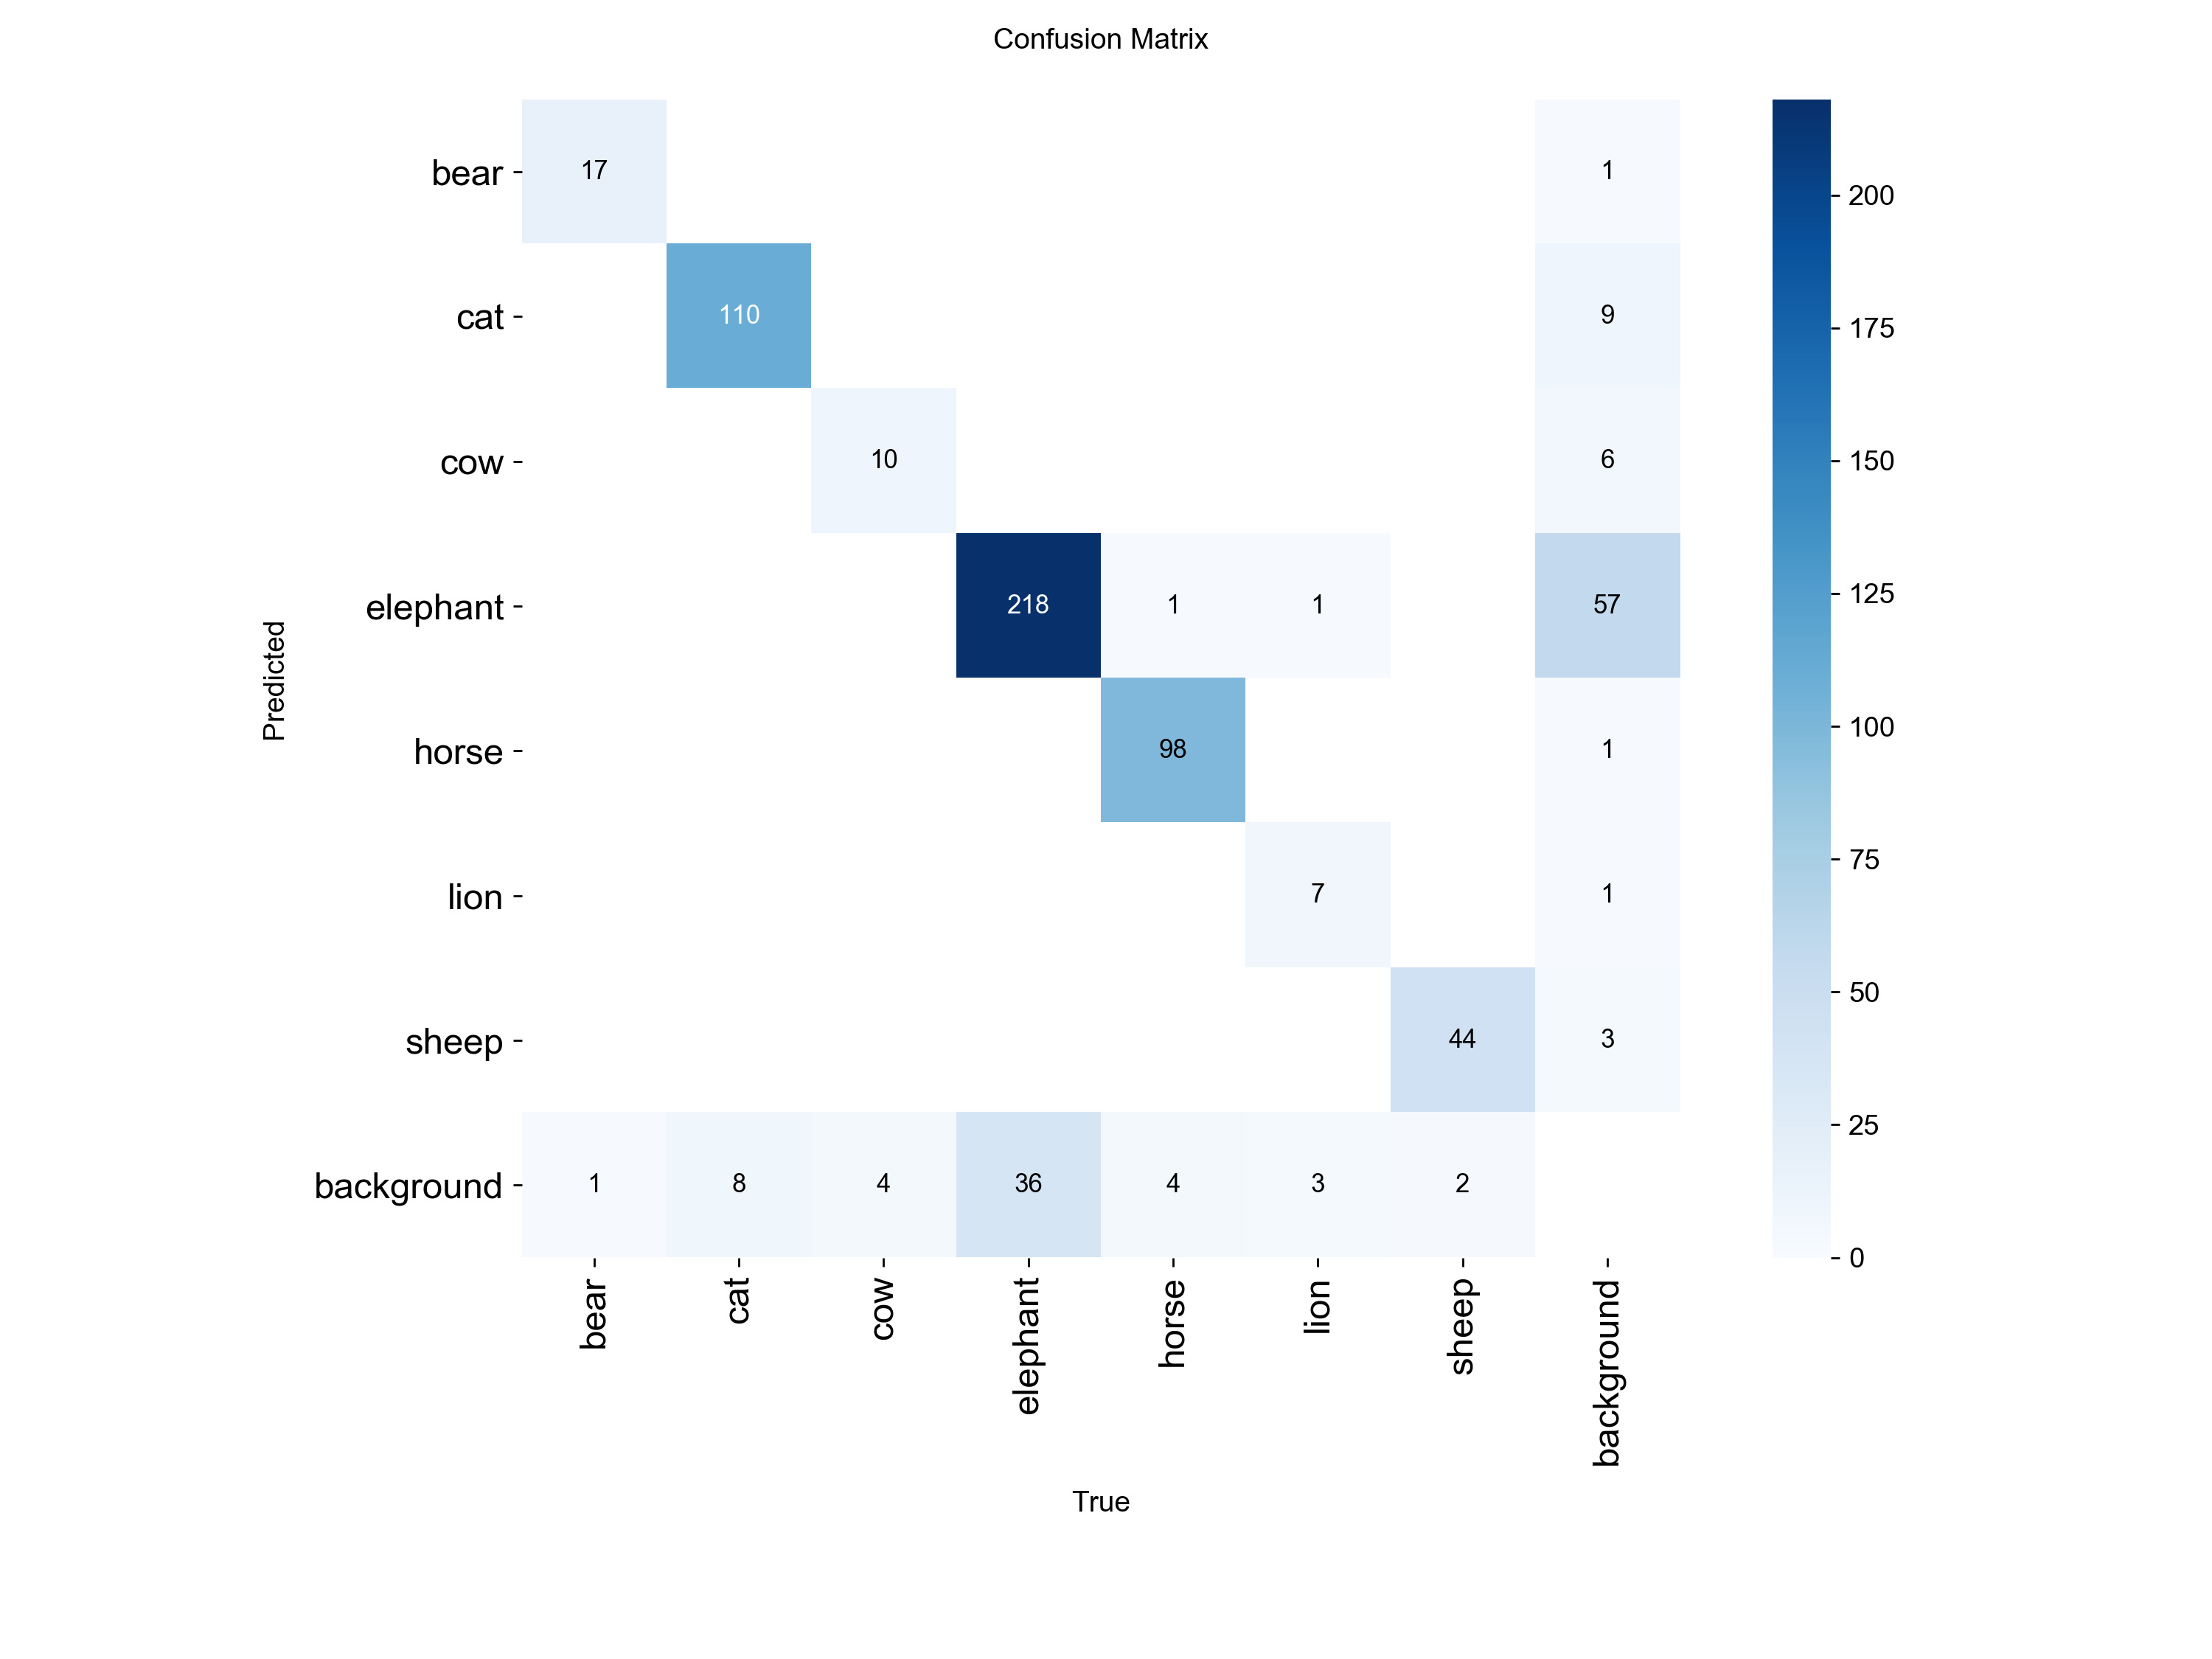 Confusion Matrix
bear 17 1 200
cat 110 9 175
cow 10 6 150
elephant 218 1 1 57 125
Predicted
horse 98 1 100
lion 7 1 75
sheep 44 3 50
background 1 8 4 36 4 3 2 25
0
bear cat cow elephant horse lion sheep background
True